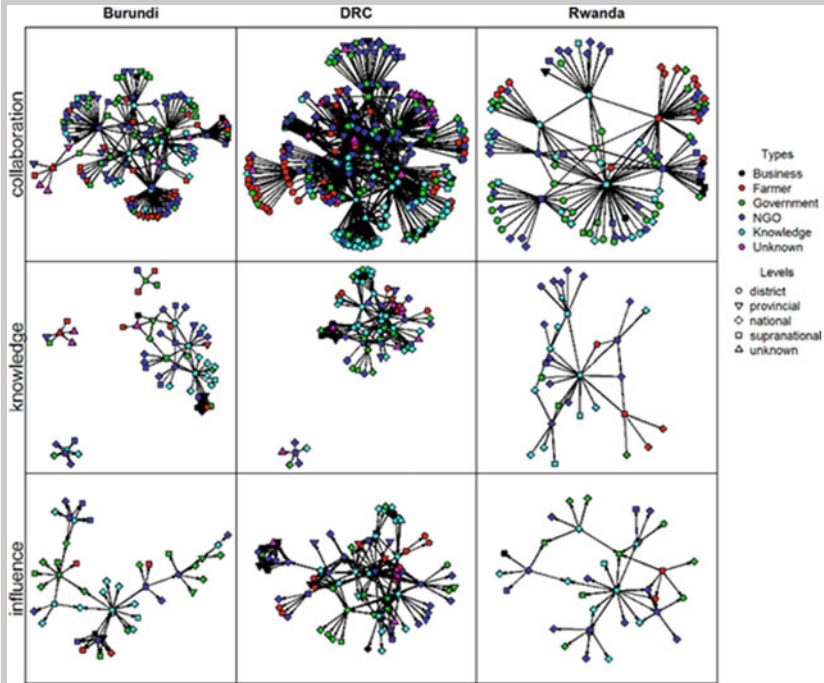 Burundi DRC Rwanda
collaboration
knowledge
influence
Types
Business
Farmer
Government
NGO
Knowledge
Unknown
Levels
district
provincial
national
supranational
unknown